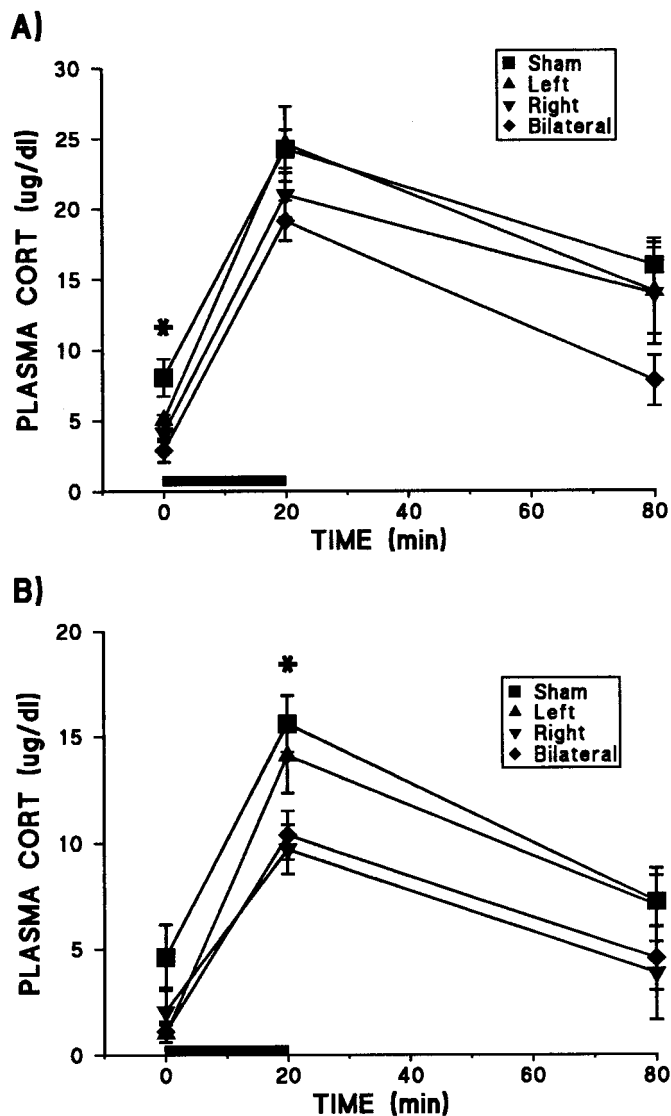 A)
PLASMA CORT (ug/dl)
30
25
20
15
10
5
0
*
Sham
Left
Right
Bilateral
0 20 40 60 80
TIME (min)
B)
PLASMA CORT (ug/dl)
20
15
10
5
0
*
Sham
Left
Right
Bilateral
0 20 40 60 80
TIME (min)